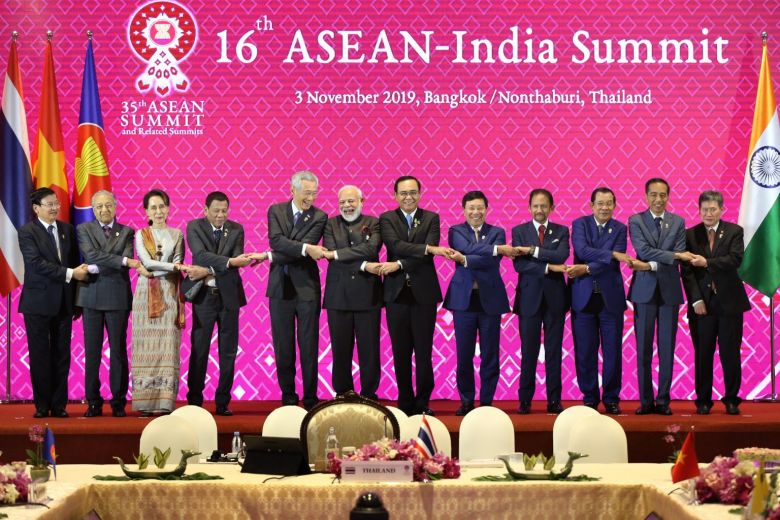 16th ASEAN-India Summit
3 November 2019, Bangkok / Nonthaburi, Thailand
35th ASEAN
SUMMIT
and Related Summits
THAILAND